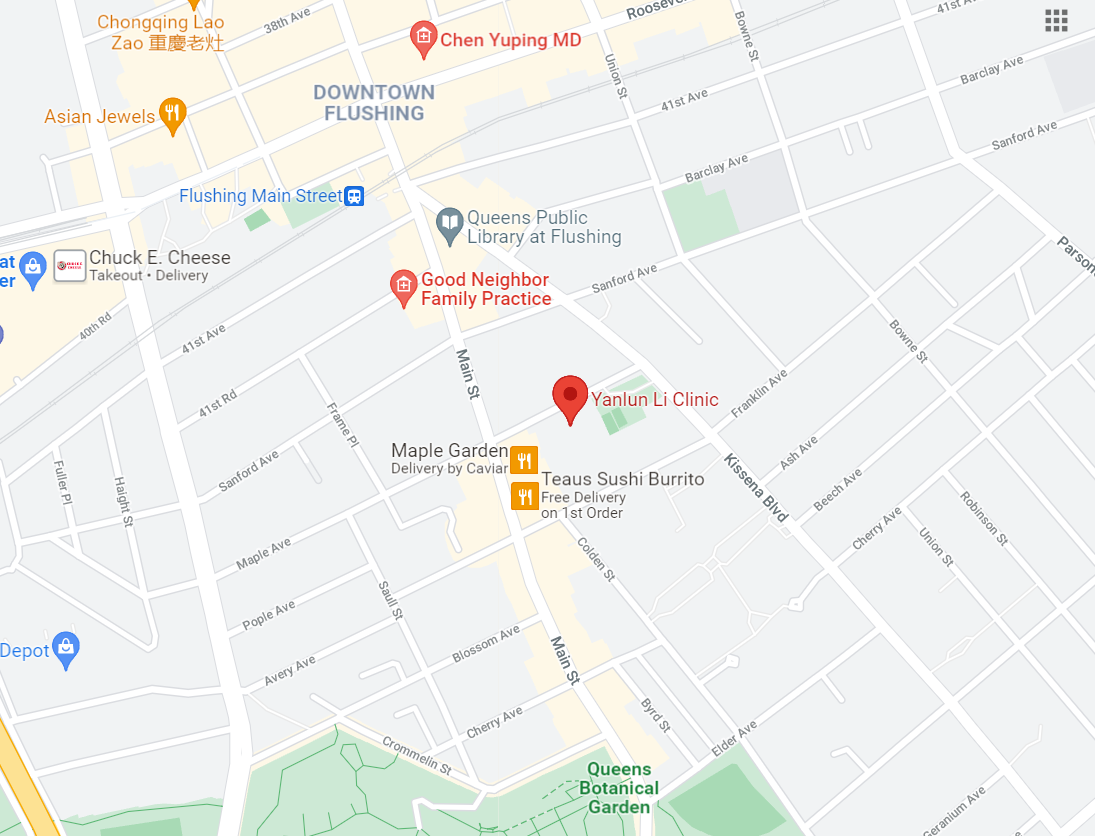 Chongqing Lao
Zao 重慶老灶
38th Ave
Chen Yuping MD
Roosev
Bowne St
41st A
DOWNTOWN
FLUSHING
Union St
41st Ave
Barclay Ave
Asian Jewels
Sanford Ave
Barclay Ave
Flushing Main Street
Queens Public
Library at Flushing
Parson
at
er
Chuck E. Cheese
Takeout • Delivery
Good Neighbor
Family Practice
Sanford Ave
40th Rd
41st Ave
Bowne St
Main St
41st Rd
Frame Pl
Yanlun Li Clinic
Franklin Ave
Maple Garden
Delivery by Caviar
Ash Ave
Teaus Sushi Burrito
Free Delivery
on 1st Order
Kissena Blvd
Beech Ave
Sanford Ave
Fuller Pl
Haight St
Cherry Ave
Robinson St
Union St
Maple Ave
Colden St
Saull St
Pople Ave
Depot
Blossom Ave
Main St
Avery Ave
Cherry Ave
Byrd St
Elder Ave
Crommelin St
Queens
Botanical
Garden
Geranium Ave